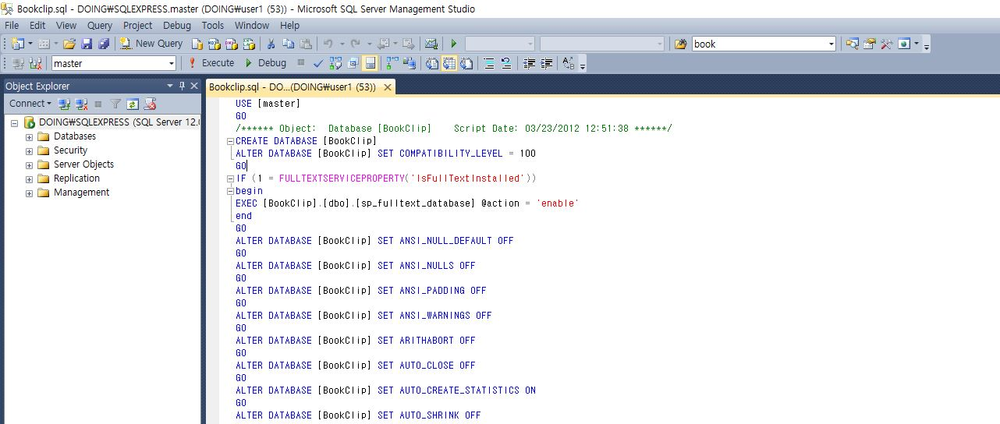 Bookclip.sql - DOING₩SQLEXPRESS.master (DOING₩user1 (53)) - Microsoft SQL Server Management Studio
File Edit View Query Project Debug Tools Window Help
New Query book
master Execute Debug
Object Explorer
Connect
DOING₩SQLEXPRESS (SQL Server 12.0
Databases
Security
Server Objects
Replication
Management
Bookclip.sql - DO...(DOING₩user1 (53))
USE [master]
GO
/****** Object:  Database [BookClip]    Script Date: 03/23/2012 12:51:38 ******/
CREATE DATABASE [BookClip]
ALTER DATABASE [BookClip] SET COMPATIBILITY_LEVEL = 100
GO
IF (1 = FULLTEXTSERVICEPROPERTY('IsFullTextInstalled'))
begin
EXEC [BookClip].[dbo].[sp_fulltext_database] @action = 'enable'
end
GO
ALTER DATABASE [BookClip] SET ANSI_NULL_DEFAULT OFF
GO
ALTER DATABASE [BookClip] SET ANSI_NULLS OFF
GO
ALTER DATABASE [BookClip] SET ANSI_PADDING OFF
GO
ALTER DATABASE [BookClip] SET ANSI_WARNINGS OFF
GO
ALTER DATABASE [BookClip] SET ARITHABORT OFF
GO
ALTER DATABASE [BookClip] SET AUTO_CLOSE OFF
GO
ALTER DATABASE [BookClip] SET AUTO_CREATE_STATISTICS ON
GO
ALTER DATABASE [BookClip] SET AUTO_SHRINK OFF